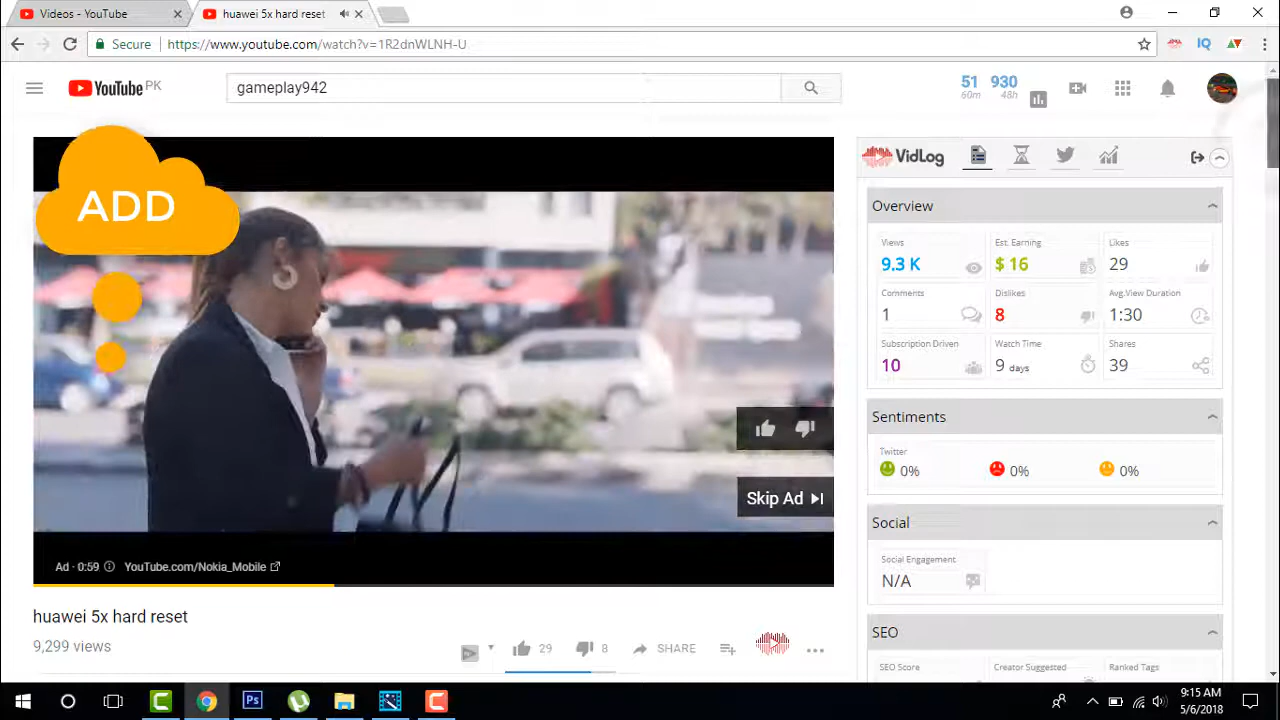 Videos - YouTube
huawei 5x hard reset
Secure
https://www.youtube.com/watch?v=1R2dnWLNH-U
IQ
YouTube PK
gameplay942
51 930
60m 48h
ADD
VidLog
Overview
Views Est. Earning Likes
9.3 K $ 16 29
Comments Dislikes Avg.View Duration
1 8 1:30
Subscription Driven Watch Time Shares
10 9 days 39
Sentiments
Twitter
0% 0% 0%
Skip Ad
Social
Social Engagement
N/A
Ad · 0:59 YouTube.com/Nokia_Mobile
huawei 5x hard reset
9,299 views
29 8 SHARE
SEO
SEO Score Creator Suggested Ranked Tags
Ps
9:15 AM
5/6/2018